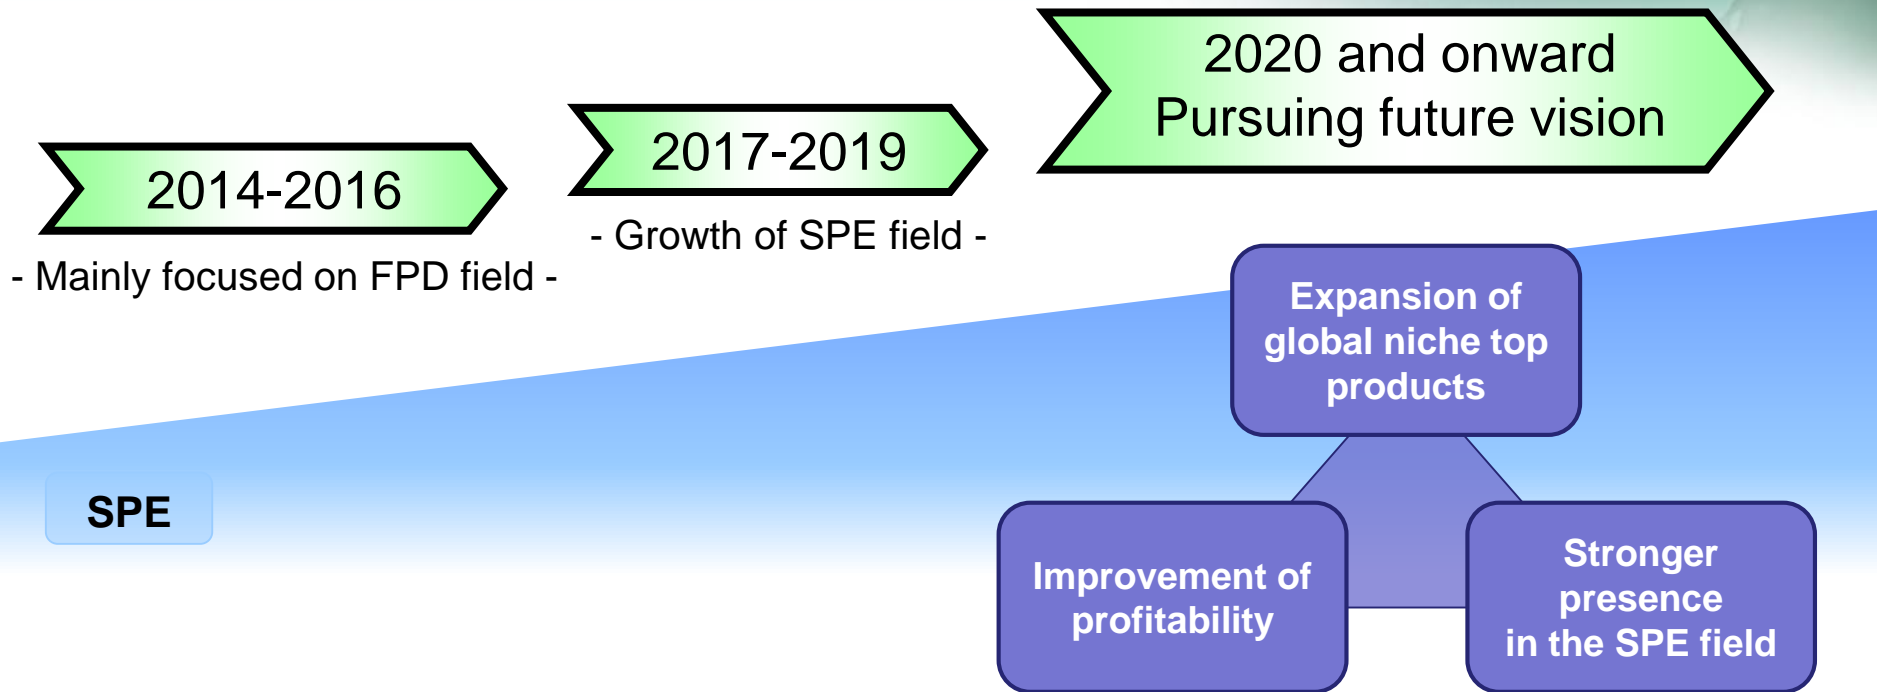 2020 and onward
Pursuing future vision
2017-2019
2014-2016
- Growth of SPE field -
- Mainly focused on FPD field -
Expansion of
global niche top
products
SPE
Improvement of
profitability
Stronger
presence
in the SPE field